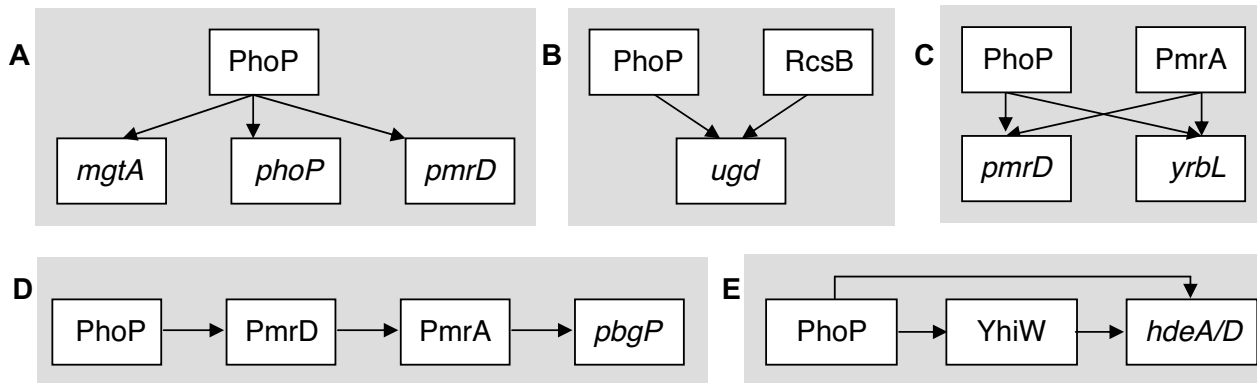 A
PhoP
mgtA
phoP
pmrD
B
PhoP
RcsB
ugd
C
PhoP
PmrA
pmrD
yrbL
D
PhoP
PmrD
PmrA
pbgP
E
PhoP
YhiW
hdeA/D